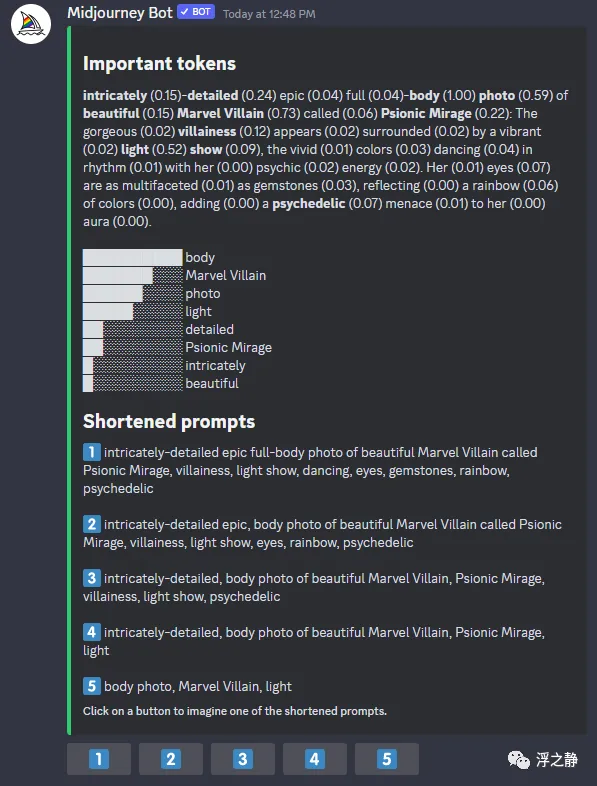 Midjourney Bot ✓ BOT Today at 12:48 PM
Important tokens
intricately (0.15)-detailed (0.24) epic (0.04) full (0.04)-body (1.00) photo (0.59) of
beautiful (0.15) Marvel Villain (0.73) called (0.06) Psionic Mirage (0.22): The
gorgeous (0.02) villainess (0.12) appears (0.02) surrounded (0.02) by a vibrant
(0.02) light (0.52) show (0.09), the vivid (0.01) colors (0.03) dancing (0.04) in
rhythm (0.01) with her (0.00) psychic (0.02) energy (0.02). Her (0.01) eyes (0.07)
are as multifaceted (0.01) as gemstones (0.03), reflecting (0.00) a rainbow (0.06)
of colors (0.00), adding (0.00) a psychedelic (0.07) menace (0.01) to her (0.00)
aura (0.00).
body
Marvel Villain
photo
light
detailed
Psionic Mirage
intricately
beautiful
Shortened prompts
1 intricately-detailed epic full-body photo of beautiful Marvel Villain called
Psionic Mirage, villainess, light show, dancing, eyes, gemstones, rainbow,
psychedelic
2 intricately-detailed epic, body photo of beautiful Marvel Villain called Psionic
Mirage, villainess, light show, eyes, rainbow, psychedelic
3 intricately-detailed, body photo of beautiful Marvel Villain, Psionic Mirage,
villainess, light show, psychedelic
4 intricately-detailed, body photo of beautiful Marvel Villain, Psionic Mirage,
light
5 body photo, Marvel Villain, light
Click on a button to imagine one of the shortened prompts.
1 2 3 4 5
浮之静